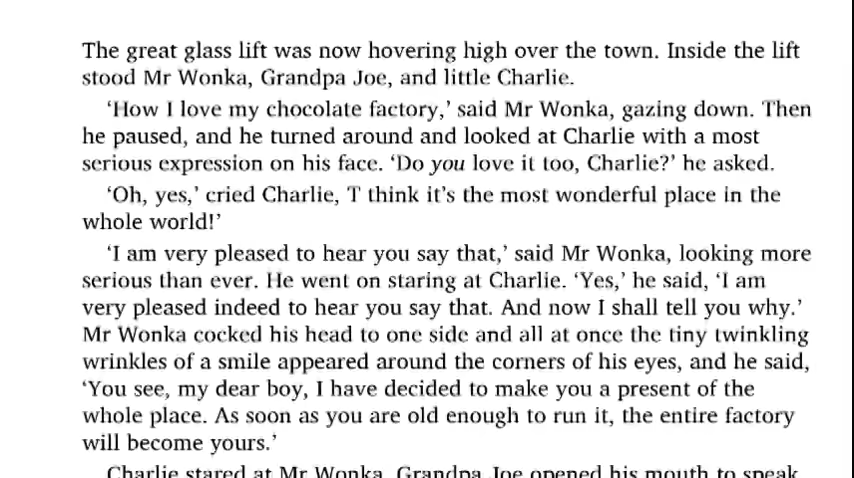 The great glass lift was now hovering high over the town. Inside the lift
stood Mr Wonka, Grandpa Joe, and little Charlie.
‘How I love my chocolate factory,’ said Mr Wonka, gazing down. Then
he paused, and he turned around and looked at Charlie with a most
serious expression on his face. ‘Do you love it too, Charlie?’ he asked.
‘Oh, yes,’ cried Charlie, T think it’s the most wonderful place in the
whole world!’
‘I am very pleased to hear you say that,’ said Mr Wonka, looking more
serious than ever. He went on staring at Charlie. ‘Yes,’ he said, ‘I am
very pleased indeed to hear you say that. And now I shall tell you why.’
Mr Wonka cocked his head to one side and all at once the tiny twinkling
wrinkles of a smile appeared around the corners of his eyes, and he said,
‘You see, my dear boy, I have decided to make you a present of the
whole place. As soon as you are old enough to run it, the entire factory
will become yours.’
Charlie stared at Mr Wonka. Grandpa Joe opened his mouth to speak,